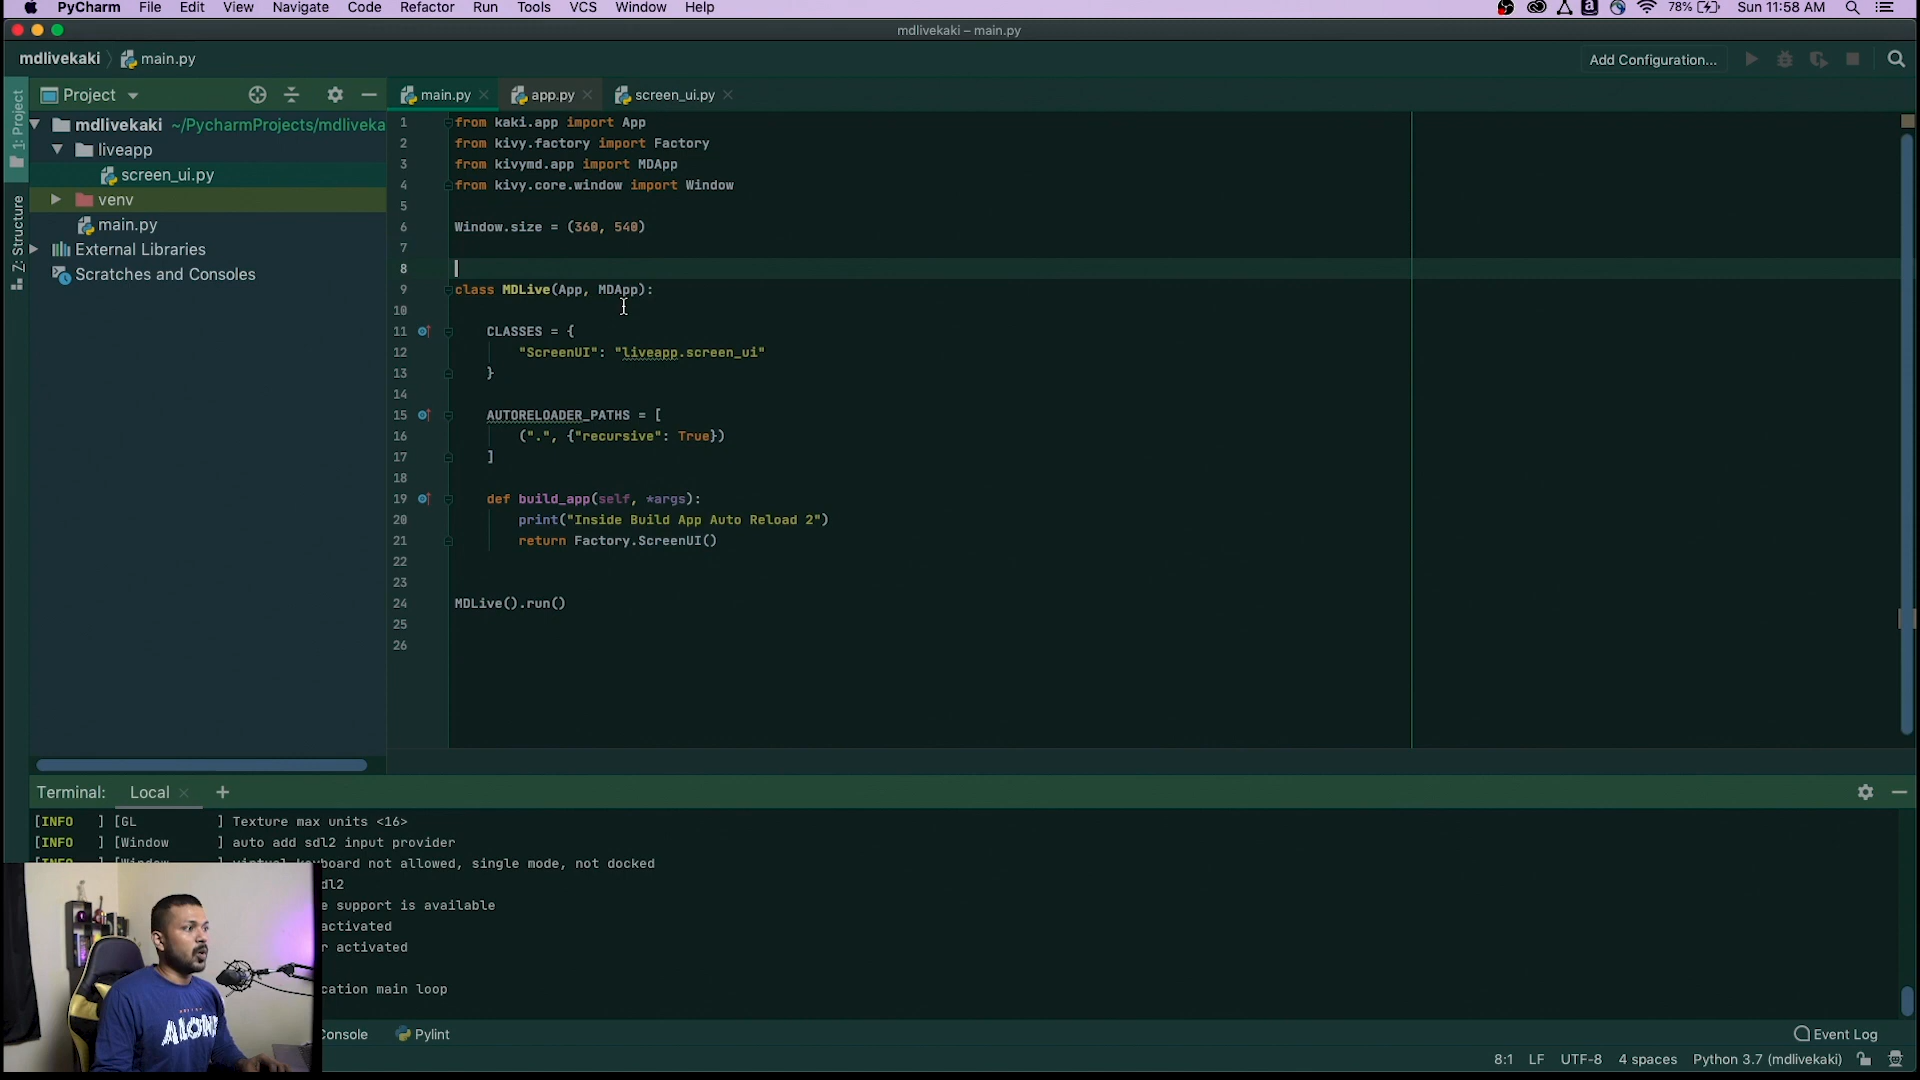 PyCharm File Edit View Navigate Code Refactor Run Tools VCS Window Help 78% Sun 11:58 AM
mdlivekaki – main.py
mdlivekaki main.py Add Configuration...
1: Project
Z: Structure
Project
mdlivekaki ~/PycharmProjects/mdliveka
liveapp
screen_ui.py
venv
main.py
External Libraries
Scratches and Consoles
main.py app.py screen_ui.py
1 from kaki.app import App
2 from kivy.factory import Factory
3 from kivymd.app import MDApp
4 from kivy.core.window import Window
5
6 Window.size = (360, 540)
7
8
9 class MDLive(App, MDApp):
10
11 CLASSES = {
12 "ScreenUI": "liveapp.screen_ui"
13 }
14
15 AUTORELOADER_PATHS = [
16 (".", {"recursive": True})
17 ]
18
19 def build_app(self, *args):
20 print("Inside Build App Auto Reload 2")
21 return Factory.ScreenUI()
22
23
24 MDLive().run()
25
26
Terminal: Local +
[INFO ] [GL ] Texture max units <16>
[INFO ] [Window ] auto add sdl2 input provider
[INFO ] [Window ] virtual keyboard not allowed, single mode, not docked
dl2
e support is available
activated
r activated
cation main loop
ALONE
Console Pylint Event Log
8:1 LF UTF-8 4 spaces Python 3.7 (mdlivekaki)